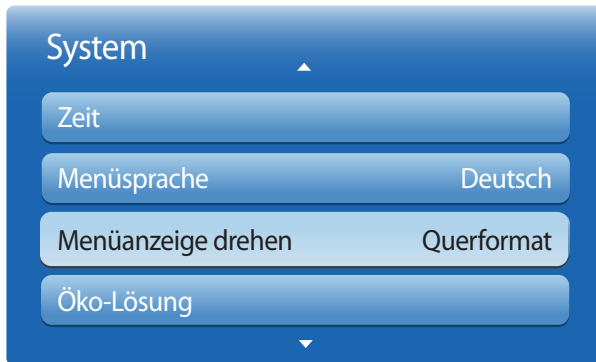 System
Zeit
Menüsprache Deutsch
Menüanzeige drehen Querformat
Öko-Lösung